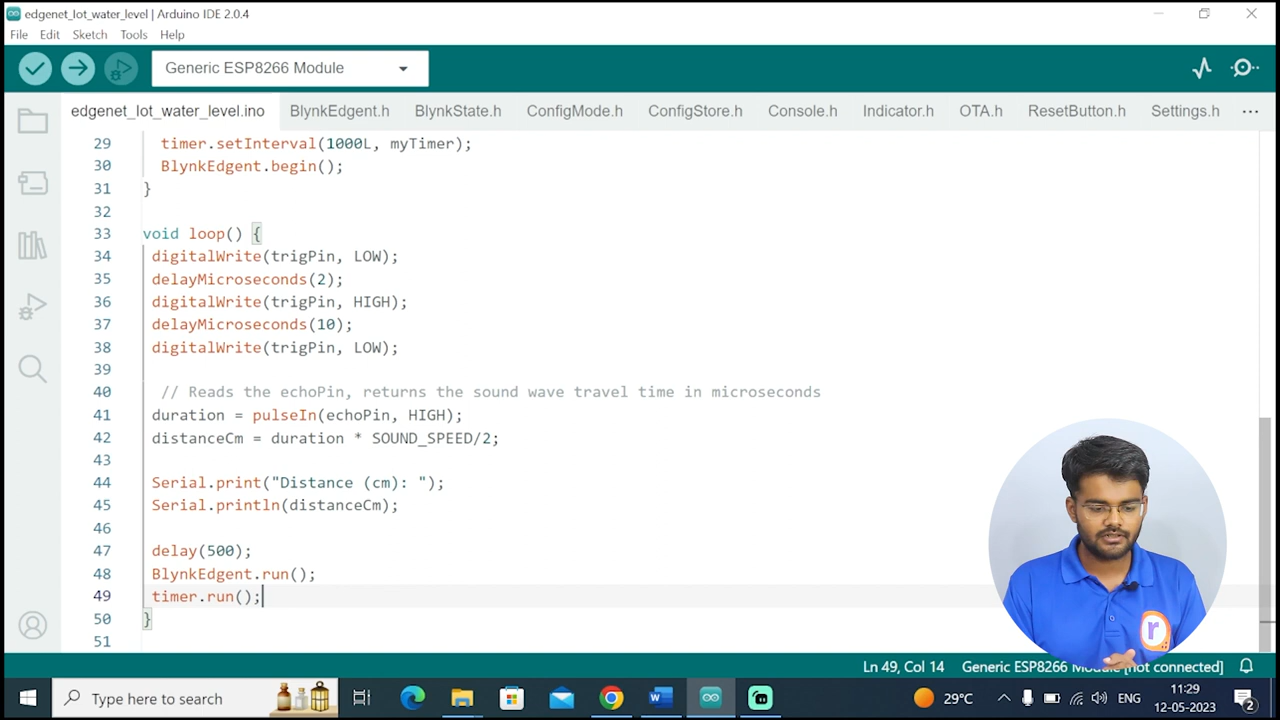 edgenet_Iot_water_level | Arduino IDE 2.0.4
File Edit Sketch Tools Help
Generic ESP8266 Module
edgenet_Iot_water_level.ino BlynkEdgent.h BlynkState.h ConfigMode.h ConfigStore.h Console.h Indicator.h OTA.h ResetButton.h Settings.h ...
29 timer.setInterval(1000L, myTimer);
30 BlynkEdgent.begin();
31 }
32
33 void loop() {
34 digitalWrite(trigPin, LOW);
35 delayMicroseconds(2);
36 digitalWrite(trigPin, HIGH);
37 delayMicroseconds(10);
38 digitalWrite(trigPin, LOW);
39
40 // Reads the echoPin, returns the sound wave travel time in microseconds
41 duration = pulseIn(echoPin, HIGH);
42 distanceCm = duration * SOUND_SPEED/2;
43
44 Serial.print("Distance (cm): ");
45 Serial.println(distanceCm);
46
47 delay(500);
48 BlynkEdgent.run();
49 timer.run();
50 }
51
r
Ln 49, Col 14 Generic ESP8266 Module [not connected]
Type here to search 29°C ENG 11:29
12-05-2023 2